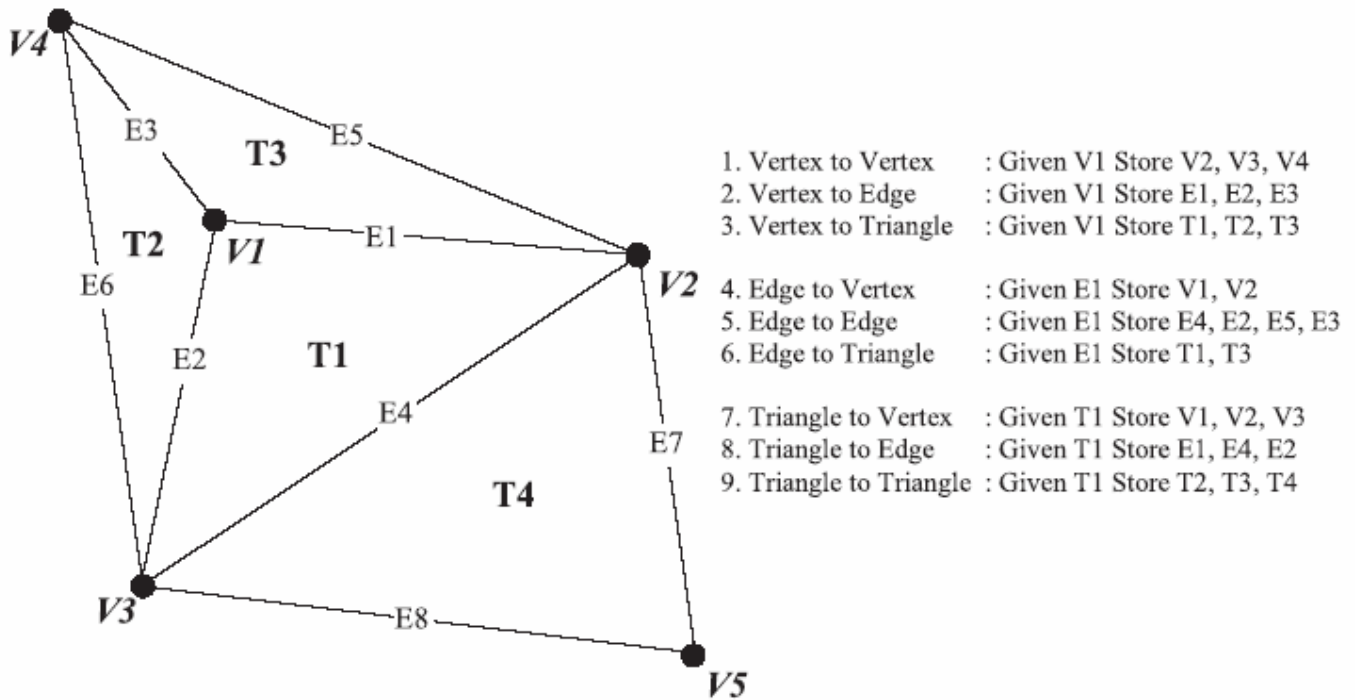 V4
E3
E5
T3
T2
V1
E1
V2
E6
E2
T1
E4
E7
T4
V3
E8
V5
1. Vertex to Vertex : Given V1 Store V2, V3, V4
2. Vertex to Edge : Given V1 Store E1, E2, E3
3. Vertex to Triangle : Given V1 Store T1, T2, T3
4. Edge to Vertex : Given E1 Store V1, V2
5. Edge to Edge : Given E1 Store E4, E2, E5, E3
6. Edge to Triangle : Given E1 Store T1, T3
7. Triangle to Vertex : Given T1 Store V1, V2, V3
8. Triangle to Edge : Given T1 Store E1, E4, E2
9. Triangle to Triangle : Given T1 Store T2, T3, T4